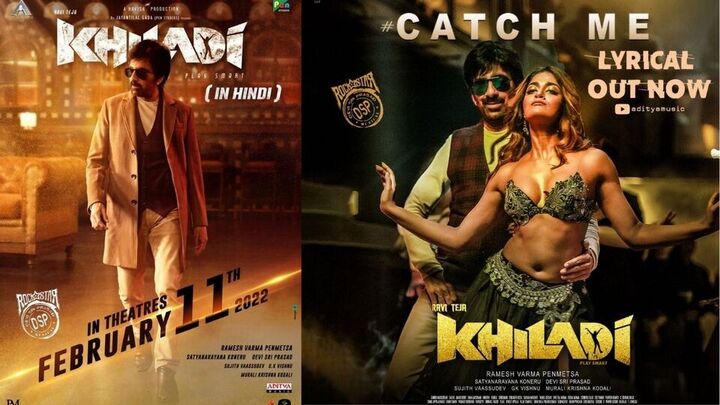 A HAVISH PRODUCTION
RAVI TEJA
KHILADI
PLAY SMART
( IN HINDI )
ROCKSTAR
DSP
IN THEATRES
FEBRUARY 11TH 2022
RAMESH VARMA PENMETSA
SATYANARAYANA KONERU DEVI SRI PRASAD
SUJITH VAASSUDEV G.K VISHNU
MURALI KRISHNA KODALI
ADITYA
MUSIC
#CATCH ME
LYRICAL
OUT NOW
adityamusic
ROCKSTAR
DSP
RAVI TEJA
KHILADI
PLAY SMART
RAMESH VARMA PENMETSA
SATYANARAYANA KONERU DEVI SRI PRASAD
SUJITH VAASSUDEV GK VISHNU MURALI KRISHNA KODALI